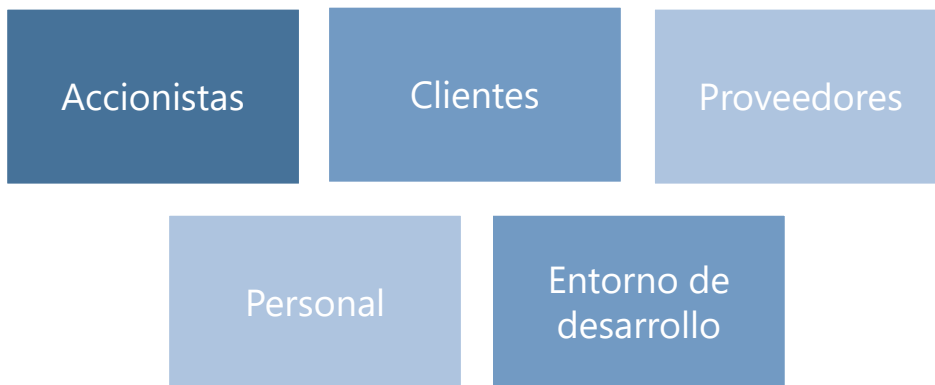 Accionistas
Clientes
Proveedores
Personal
Entorno de
desarrollo